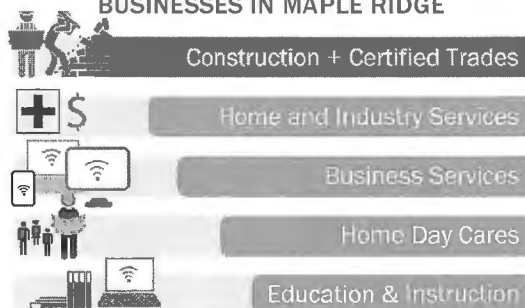 BUSINESSES IN MAPLE RIDGE
Construction + Certified Trades
$
Home and Industry Services
Business Services
Home Day Cares
Education & Instruction